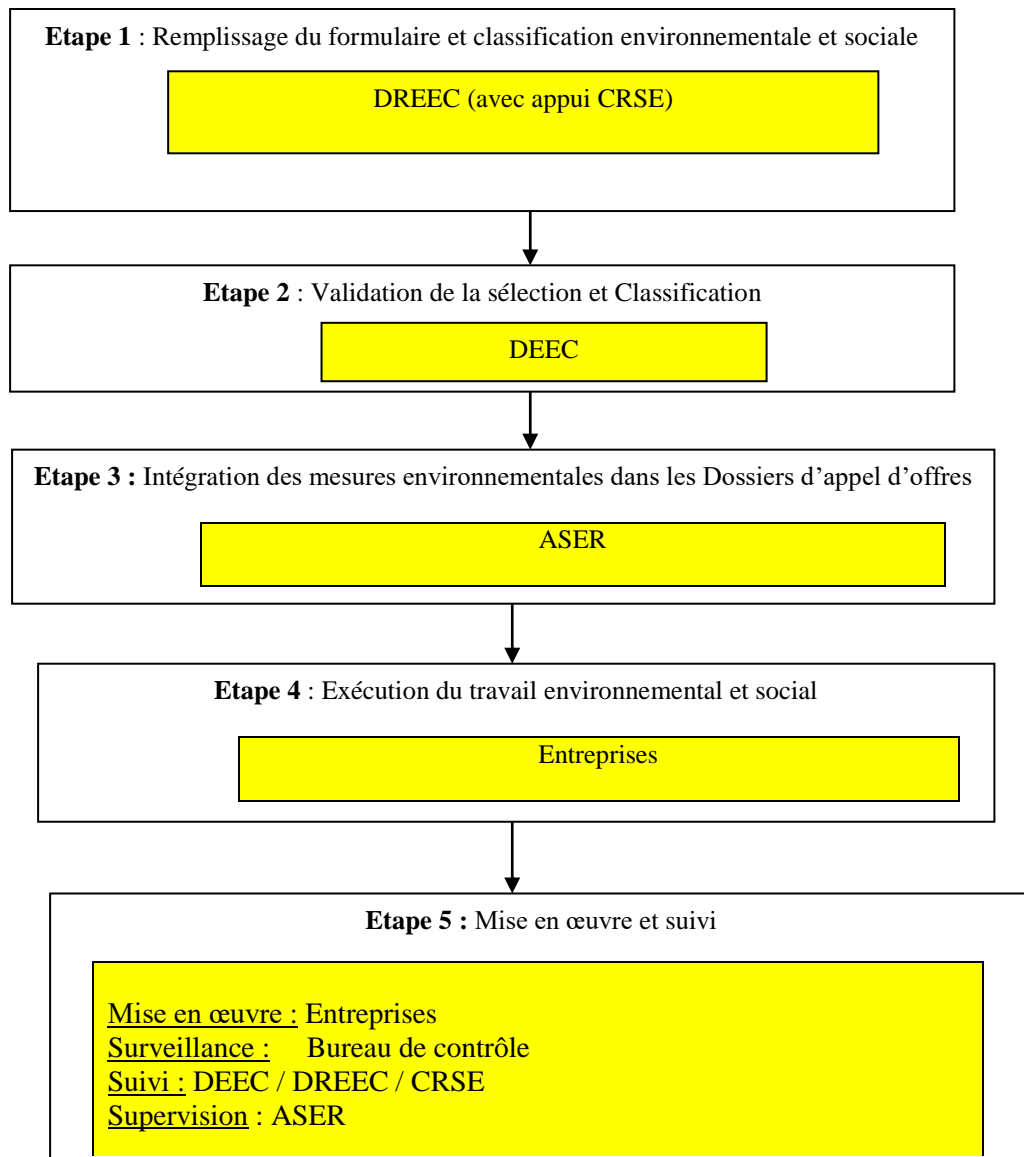 Etape 1 : Remplissage du formulaire et classification environnementale et sociale
DREEC (avec appui CRSE)
Etape 2 : Validation de la sélection et Classification
DEEC
Etape 3 : Intégration des mesures environnementales dans les Dossiers d’appel d’offres
ASER
Etape 4 : Exécution du travail environnemental et social
Entreprises
Etape 5 : Mise en œuvre et suivi
Mise en œuvre : Entreprises
Surveillance : Bureau de contrôle
Suivi : DEEC / DREEC / CRSE
Supervision : ASER